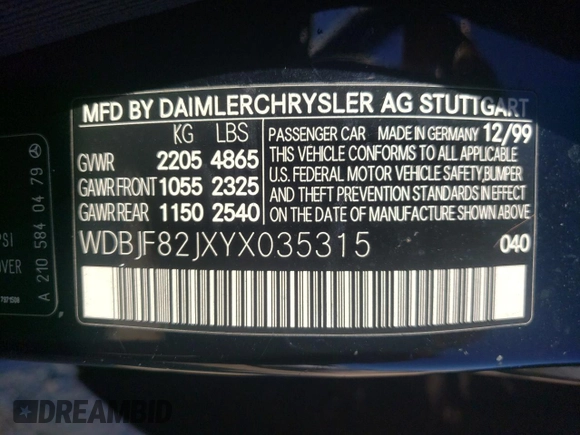 MFD BY DAIMLERCHRYSLER AG STUTTGART
KG LBS
GVWR 2205 4865
GAWR FRONT 1055 2325
GAWR REAR 1150 2540
PASSENGER CAR MADE IN GERMANY 12/99
THIS VEHICLE CONFORMS TO ALL APPLICABLE
U.S. FEDERAL MOTOR VEHICLE SAFETY, BUMPER
AND THEFT PREVENTION STANDARDS IN EFFECT
ON THE DATE OF MANUFACTURE SHOWN ABOVE.
WDBJF82JXYX035315
040
A 210 584 04 79
PSI
DREAMBID